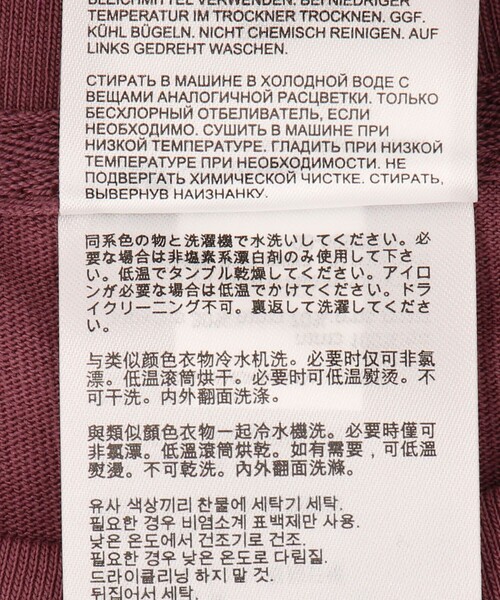 BLEICHMITTEL VERWENDEN. BEI NIEDRIGER
TEMPERATUR IM TROCKNER TROCKNEN. GGF.
KÜHL BÜGELN. NICHT CHEMISCH REINIGEN. AUF
LINKS GEDREHT WASCHEN.
СТИРАТЬ В МАШИНЕ В ХОЛОДНОЙ ВОДЕ С
ВЕЩАМИ АНАЛОГИЧНОЙ РАСЦВЕТКИ. ТОЛЬКО
БЕСХЛОРНЫЙ ОТБЕЛИВАТЕЛЬ, ЕСЛИ
НЕОБХОДИМО. СУШИТЬ В МАШИНЕ ПРИ
НИЗКОЙ ТЕМПЕРАТУРЕ. ГЛАДИТЬ ПРИ НИЗКОЙ
ТЕМПЕРАТУРЕ ПРИ НЕОБХОДИМОСТИ. НЕ
ПОДВЕРГАТЬ ХИМИЧЕСКОЙ ЧИСТКЕ. СТИРАТЬ,
ВЫВЕРНУВ НАИЗНАНКУ.
同系色の物と洗濯機で水洗いしてください。必
要な場合は非塩素系漂白剤のみ使用して下さ
い。低温でタンブル乾燥してください。アイロ
ンが必要な場合は低温でかけてください。ドラ
イクリーニング不可。裏返して洗濯してくださ
い。
与类似颜色衣物冷水机洗。必要时仅可非氯
漂。低温滚筒烘干。必要时可低温熨烫。不
可干洗。内外翻面洗涤。
與類似顏色衣物一起冷水機洗。必要時僅可
非氯漂。低溫滾筒烘乾。如有需要，可低溫
熨燙。不可乾洗。內外翻面洗滌。
유사 색상끼리 찬물에 세탁기 세탁.
필요한 경우 비염소계 표백제만 사용.
낮은 온도에서 건조기로 건조.
필요한 경우 낮은 온도로 다림질.
드라이클리닝 하지 말 것.
뒤집어서 세탁.